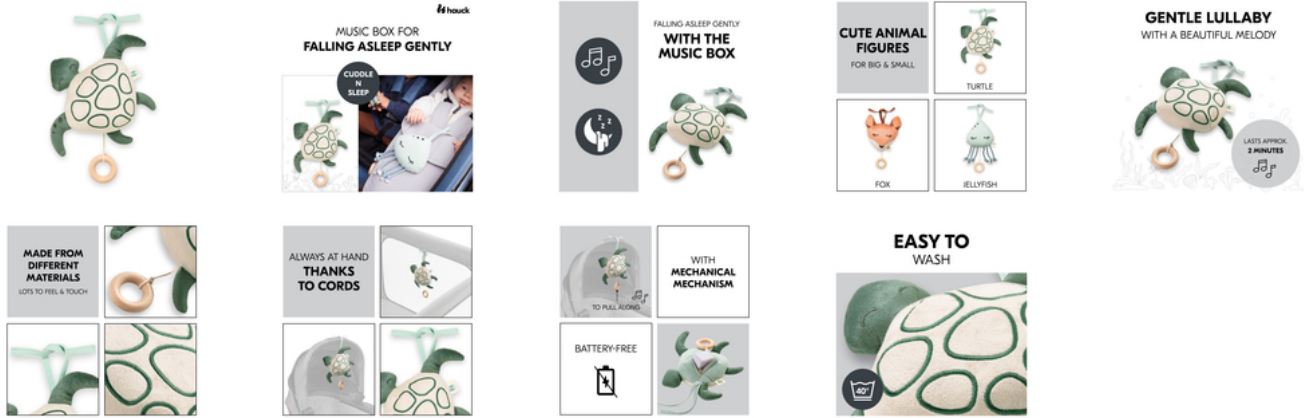 hauck
MUSIC BOX FOR
FALLING ASLEEP GENTLY
CUDDLE
N
SLEEP
FALLING ASLEEP GENTLY
WITH THE
MUSIC BOX
Z Z Z
CUTE ANIMAL
FIGURES
FOR BIG & SMALL
TURTLE
FOX
JELLYFISH
GENTLE LULLABY
WITH A BEAUTIFUL MELODY
LASTS APPROX.
2 MINUTES
MADE FROM
DIFFERENT
MATERIALS
LOTS TO FEEL & TOUCH
ALWAYS AT HAND
THANKS
TO CORDS
TO PULL ALONG
WITH
MECHANICAL
MECHANISM
BATTERY-FREE
EASY TO
WASH
40°